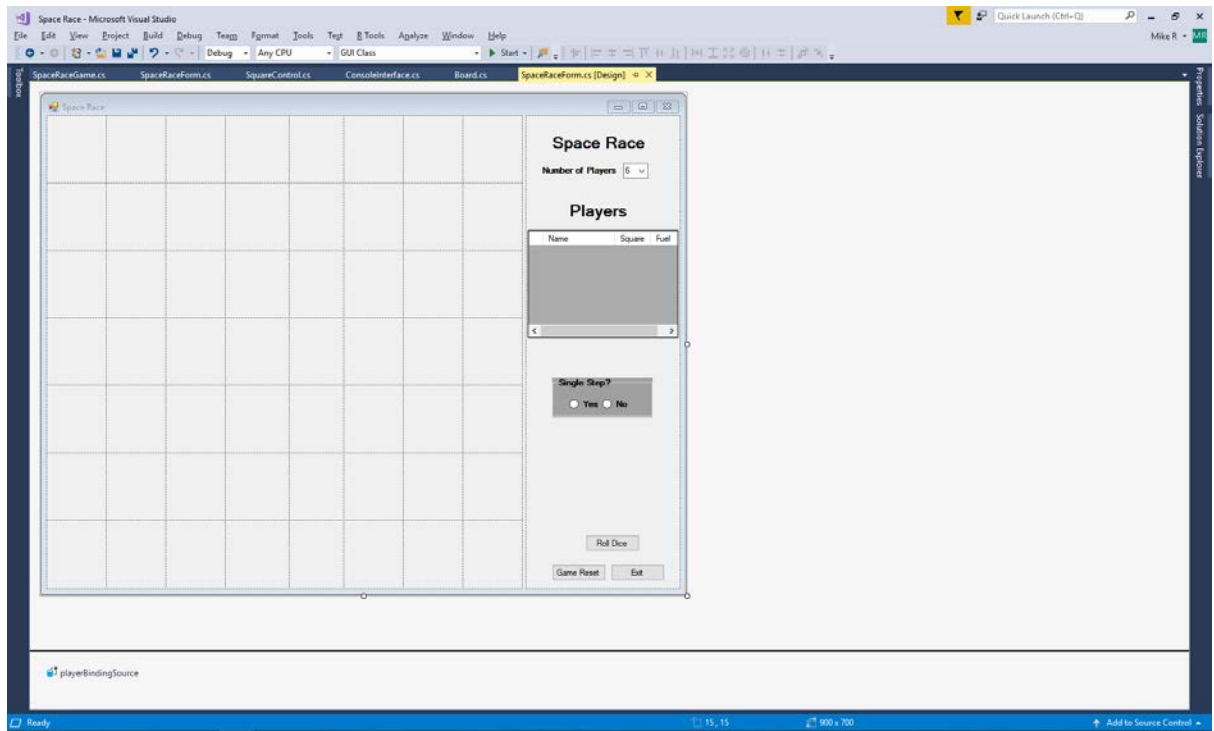 Space Race - Microsoft Visual Studio
Quick Launch (Ctrl+Q)
File Edit View Project Build Debug Team Format Tools Test R Tools Analyze Window Help
Mike R
MR
Debug Any CPU GUI Class Start
Toolbox
SpaceRaceGame.cs SpaceRaceForm.cs SquareControl.cs ConsoleInterface.cs Board.cs SpaceRaceForm.cs [Design]
Properties Solution Explorer
Space Race
Space Race
Number of Players 6
Players
Name Square Fuel
Single Step?
Yes No
Roll Dice
Game Reset Exit
playerBindingSource
Ready 15, 15 900 x 700 Add to Source Control